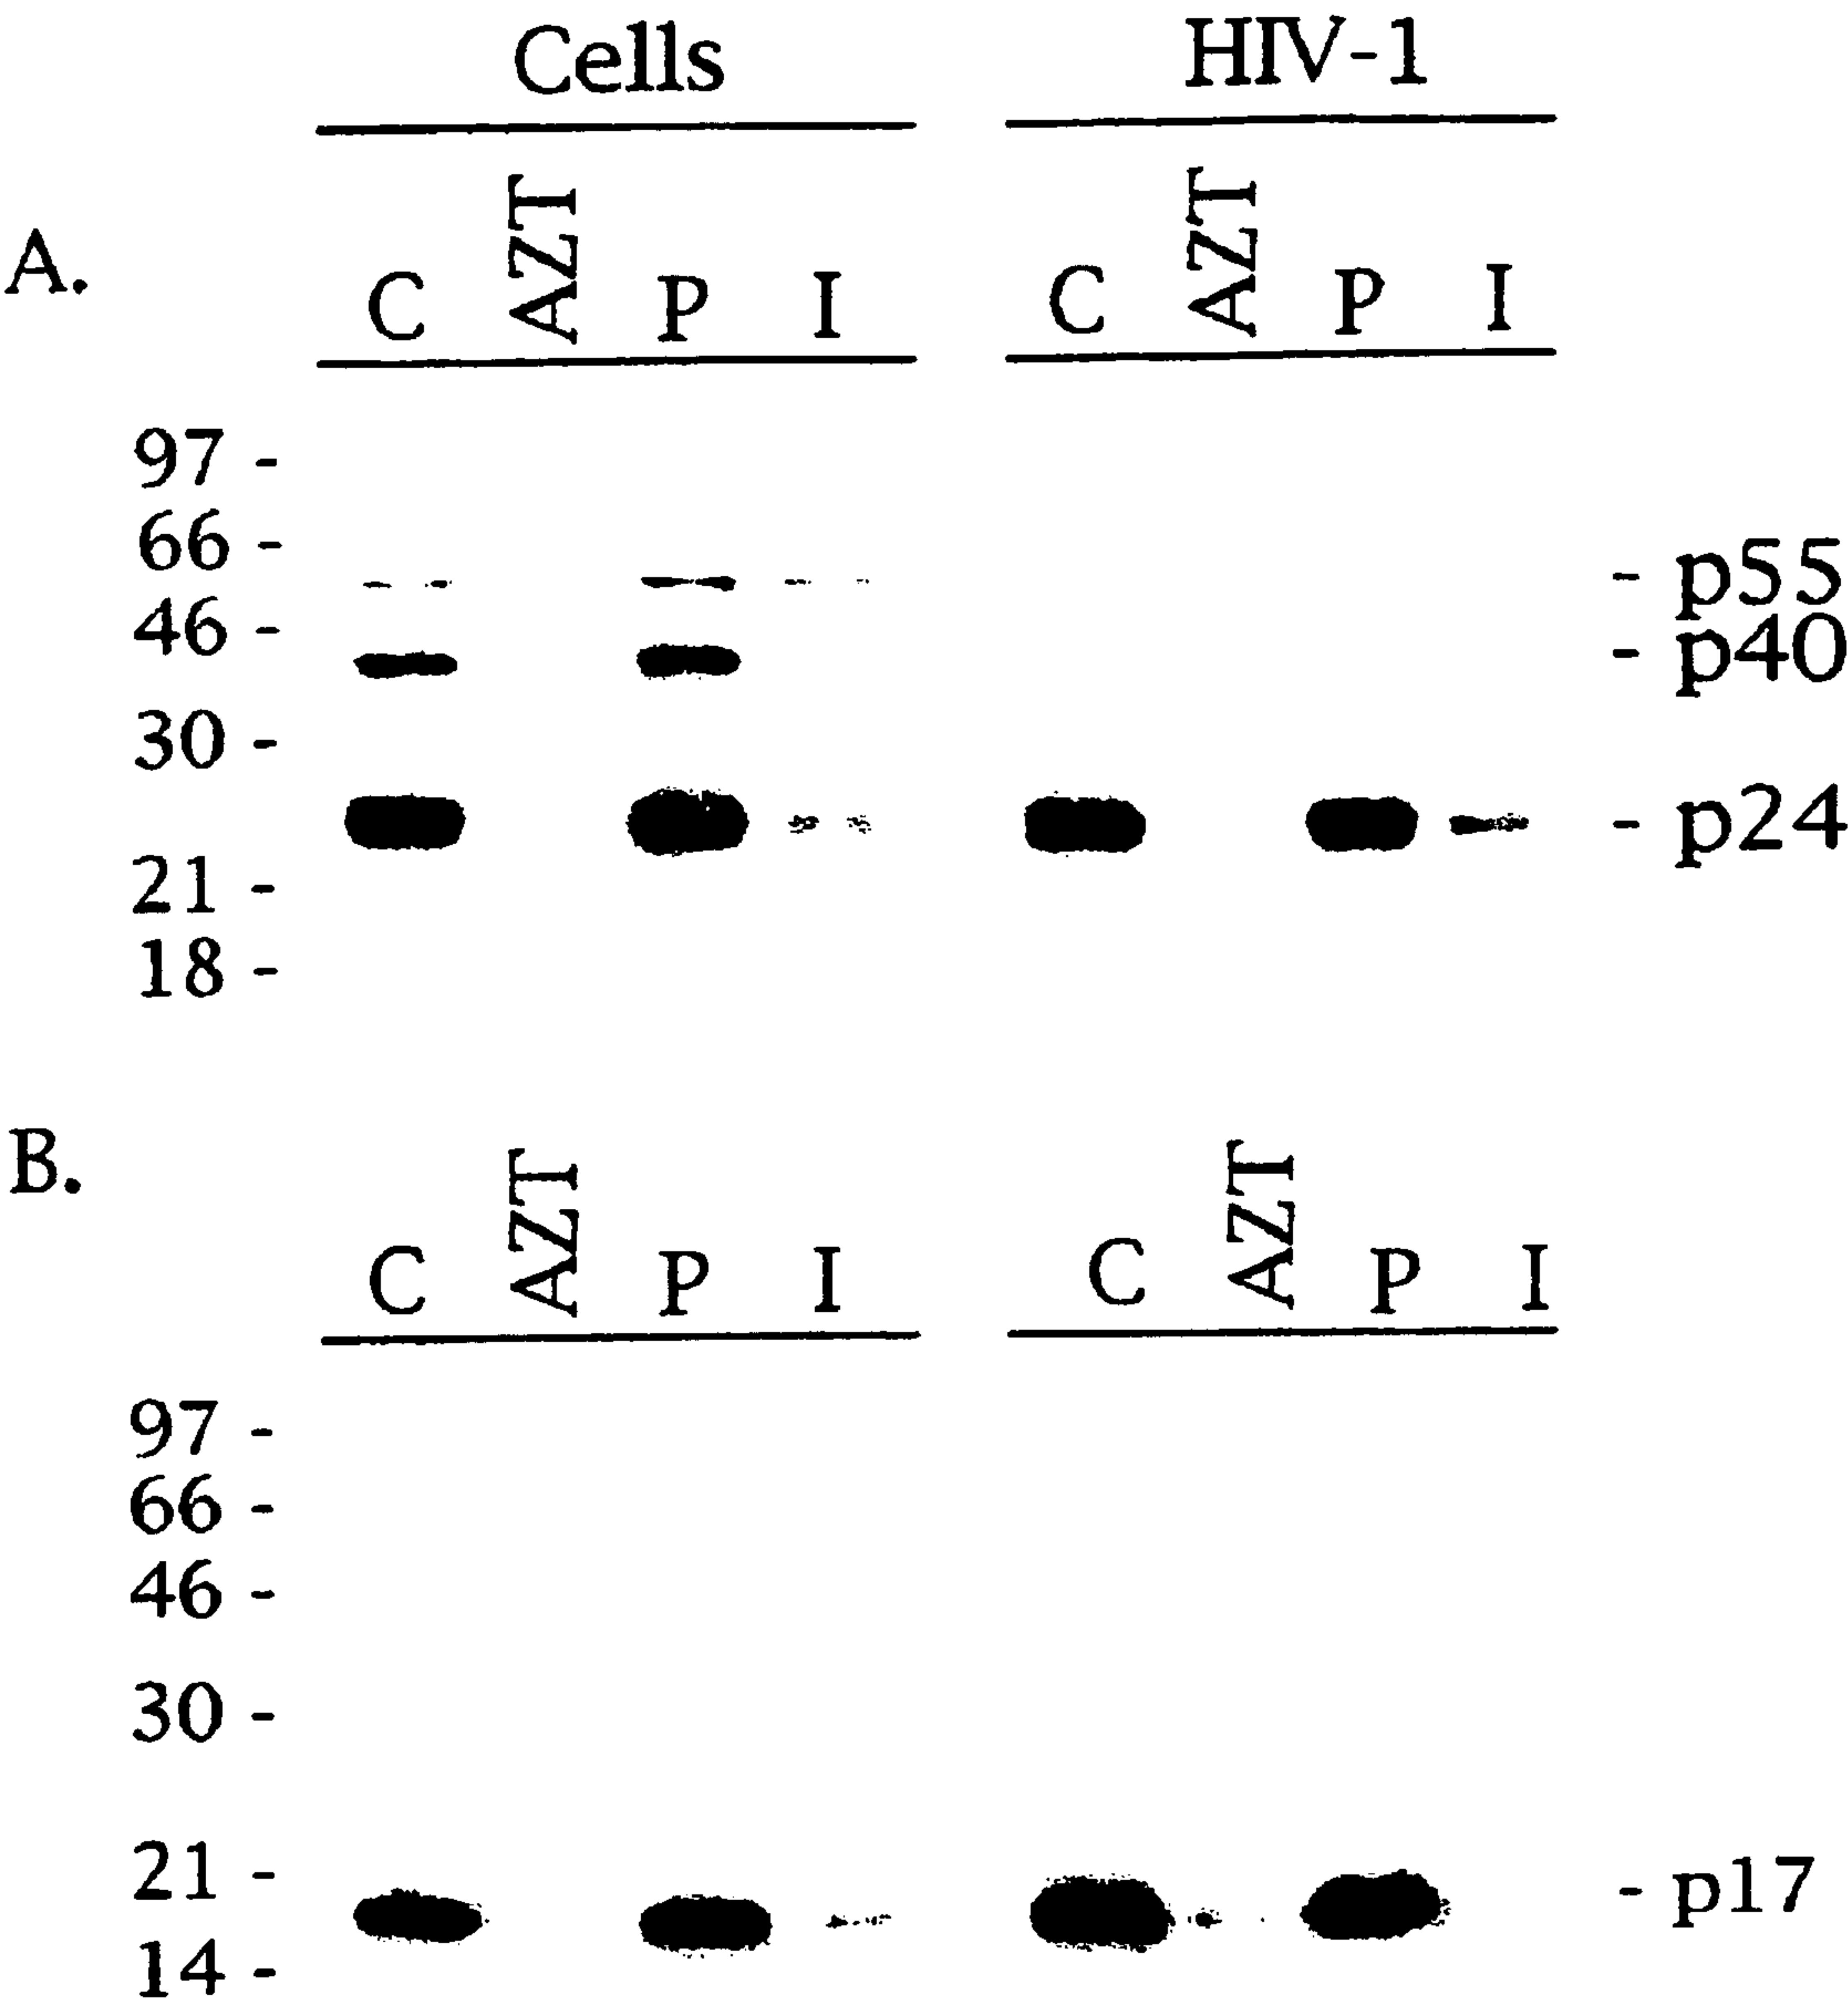 Cells HIV-1
A. C AZT P I C AZT P I
97 -
66 -
- p55
46 -
- p40
30 -
- p24
21 -
18 -
B. C AZT P I C AZT P I
97 -
66 -
46 -
30 -
21 -
- p17
14 -